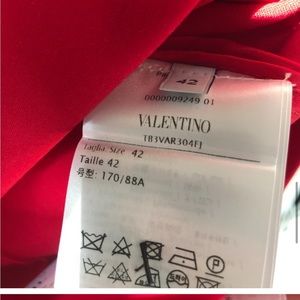 42
0000009249 01
VALENTINO
TB3VAR304FJ
Taglia Size 42
Taille 42
号型: 170/88A
P